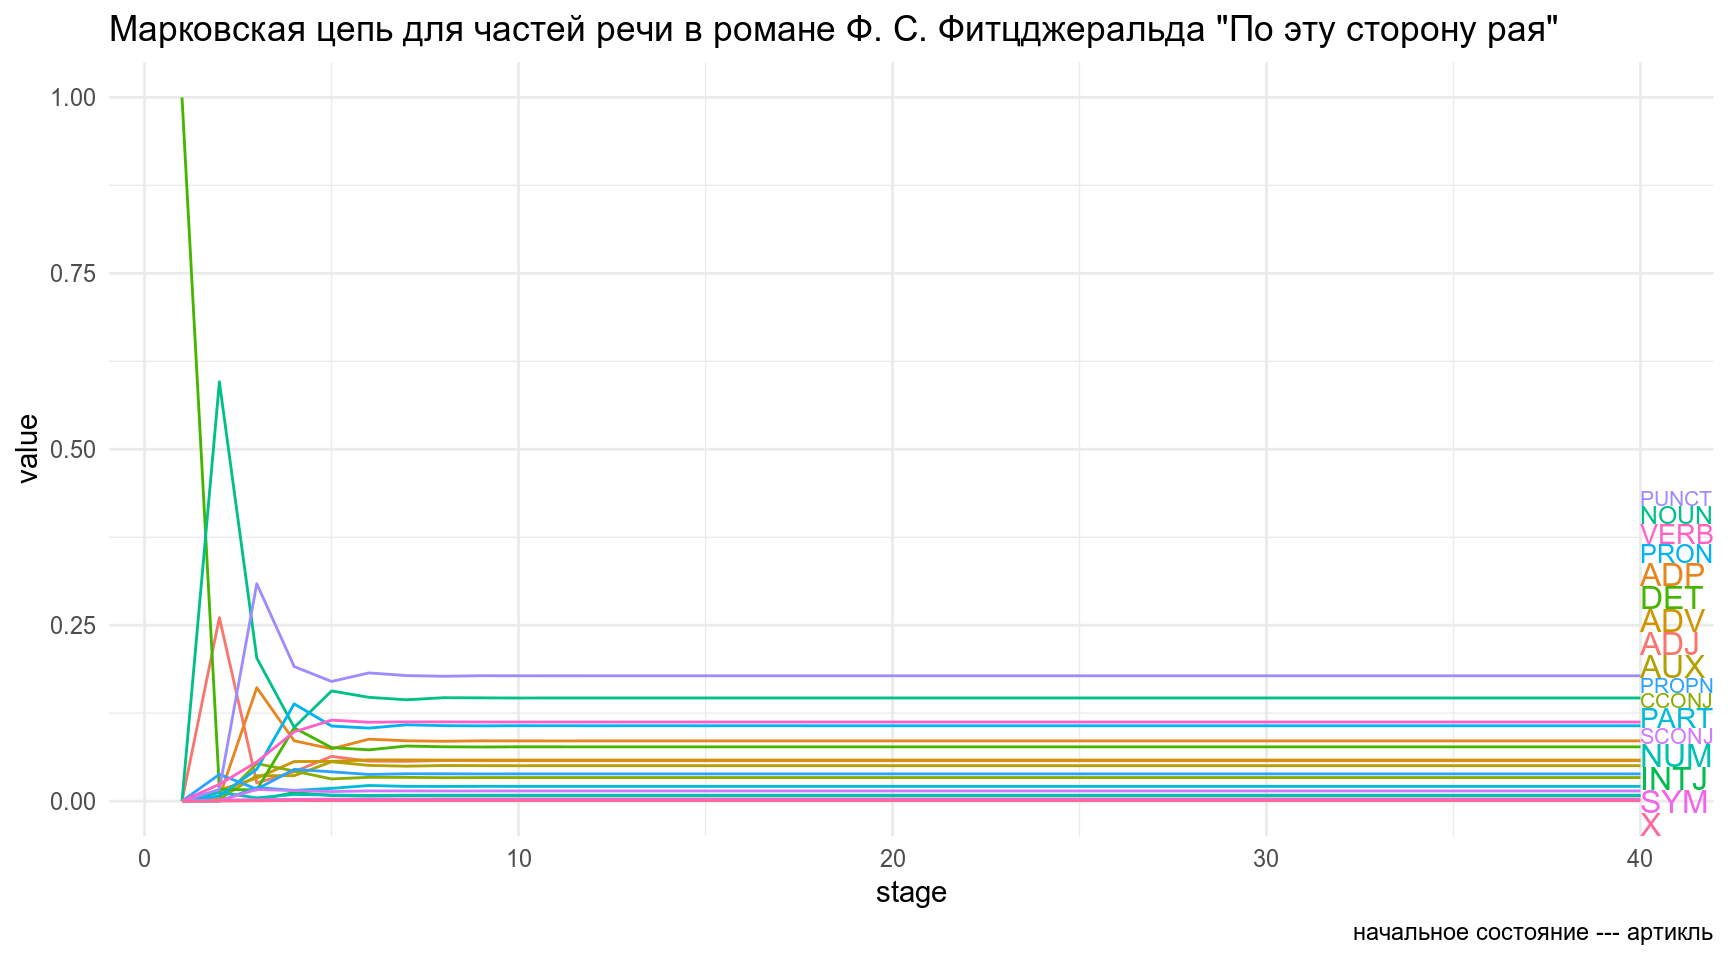 Марковская цепь для частей речи в романе Ф. С. Фитцджеральда "По эту сторону рая"
1.00
0.75
0.50
0.25
0.00
value
PUNCT
NOUN
VERB
PRON
ADP
DET
ADV
ADJ
AUX
PROPN
CCONJ
PART
SCONJ
NUM
INTJ
SYM
X
0 10 20 30 40
stage
начальное состояние --- артикль